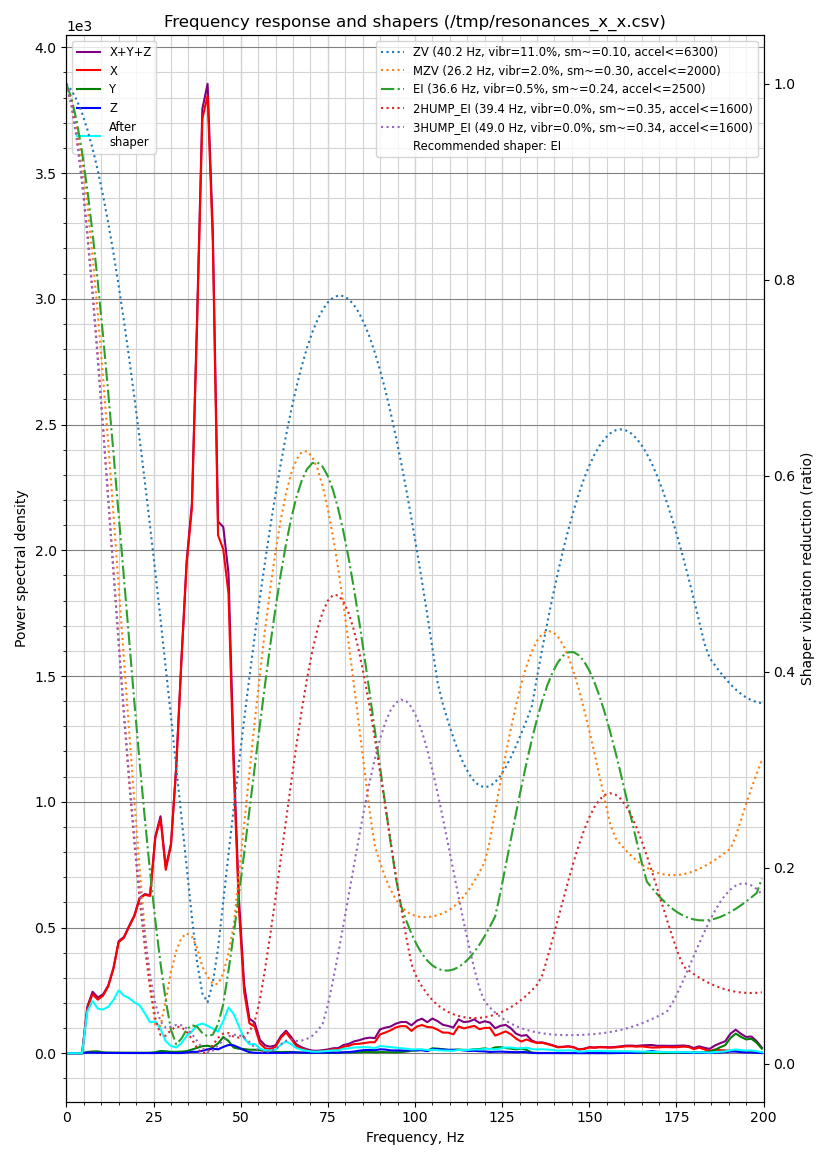 Frequency response and shapers (/tmp/resonances_x_x.csv)
1e3
X+Y+Z
X
Y
Z
After
shaper
ZV (40.2 Hz, vibr=11.0%, sm~=0.10, accel<=6300)
MZV (26.2 Hz, vibr=2.0%, sm~=0.30, accel<=2000)
EI (36.6 Hz, vibr=0.5%, sm~=0.24, accel<=2500)
2HUMP_EI (39.4 Hz, vibr=0.0%, sm~=0.35, accel<=1600)
3HUMP_EI (49.0 Hz, vibr=0.0%, sm~=0.34, accel<=1600)
Recommended shaper: EI
4.0
3.5
3.0
2.5
2.0
1.5
1.0
0.5
0.0
Power spectral density
1.0
0.8
0.6
0.4
0.2
0.0
Shaper vibration reduction (ratio)
0 25 50 75 100 125 150 175 200
Frequency, Hz